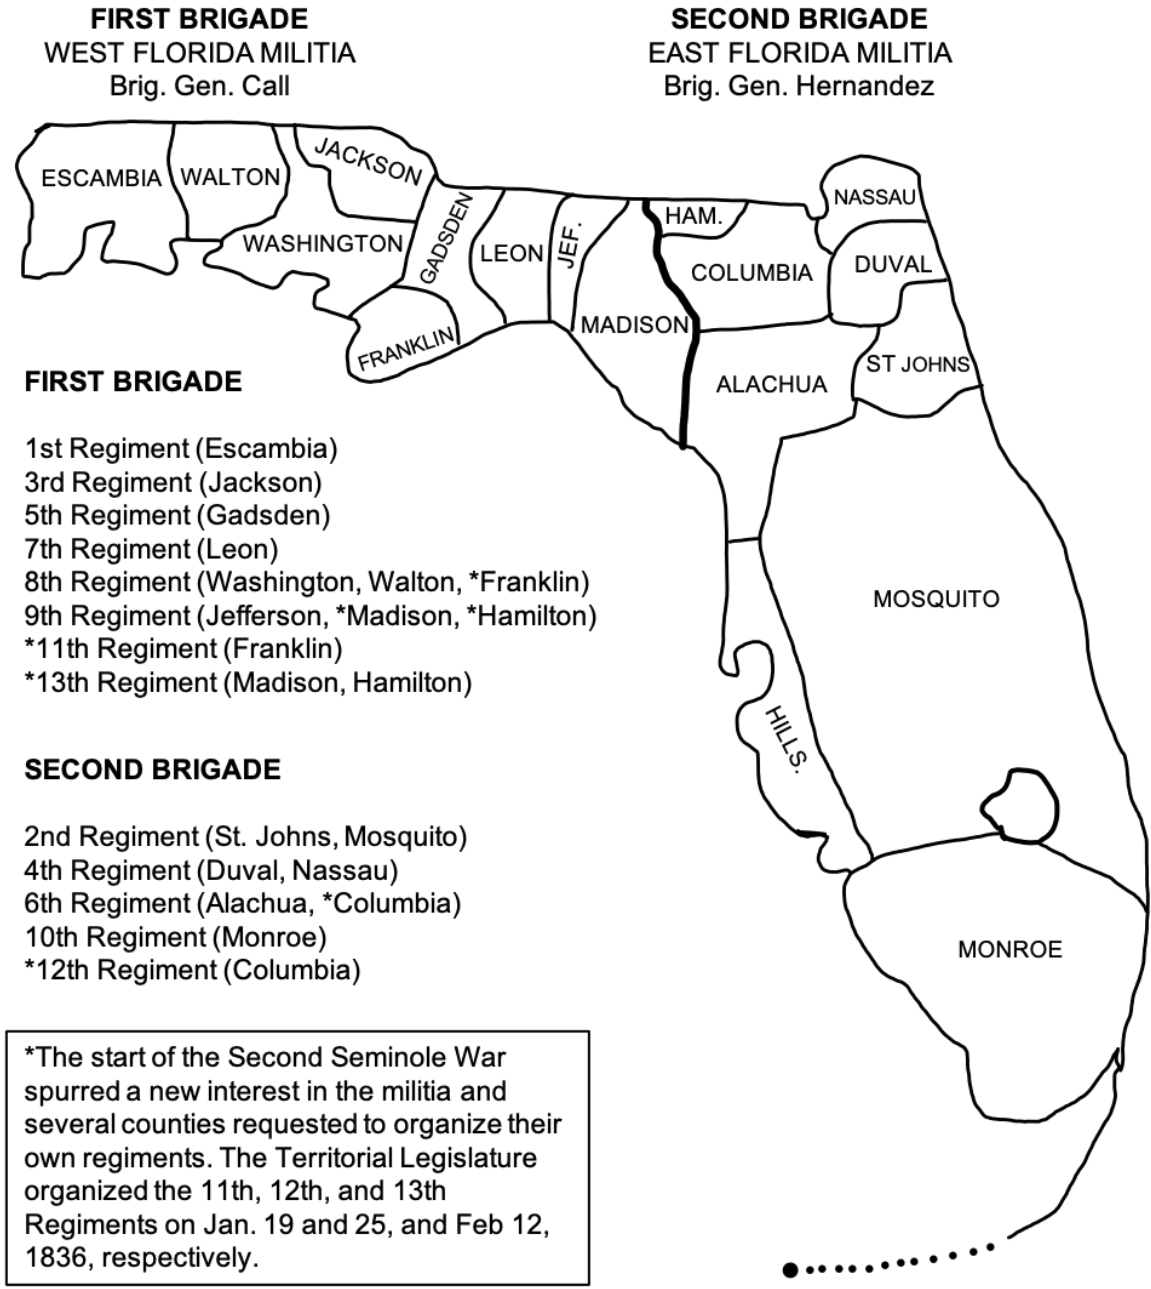 FIRST BRIGADE
WEST FLORIDA MILITIA
Brig. Gen. Call
SECOND BRIGADE
EAST FLORIDA MILITIA
Brig. Gen. Hernandez
ESCAMBIA
WALTON
JACKSON
WASHINGTON
GADSDEN
FRANKLIN
LEON
JEF.
MADISON
HAM.
COLUMBIA
NASSAU
DUVAL
ST JOHNS
ALACHUA
MOSQUITO
HILLS.
MONROE
FIRST BRIGADE
1st Regiment (Escambia)
3rd Regiment (Jackson)
5th Regiment (Gadsden)
7th Regiment (Leon)
8th Regiment (Washington, Walton, *Franklin)
9th Regiment (Jefferson, *Madison, *Hamilton)
*11th Regiment (Franklin)
*13th Regiment (Madison, Hamilton)
SECOND BRIGADE
2nd Regiment (St. Johns, Mosquito)
4th Regiment (Duval, Nassau)
6th Regiment (Alachua, *Columbia)
10th Regiment (Monroe)
*12th Regiment (Columbia)
*The start of the Second Seminole War
spurred a new interest in the militia and
several counties requested to organize their
own regiments. The Territorial Legislature
organized the 11th, 12th, and 13th
Regiments on Jan. 19 and 25, and Feb 12,
1836, respectively.